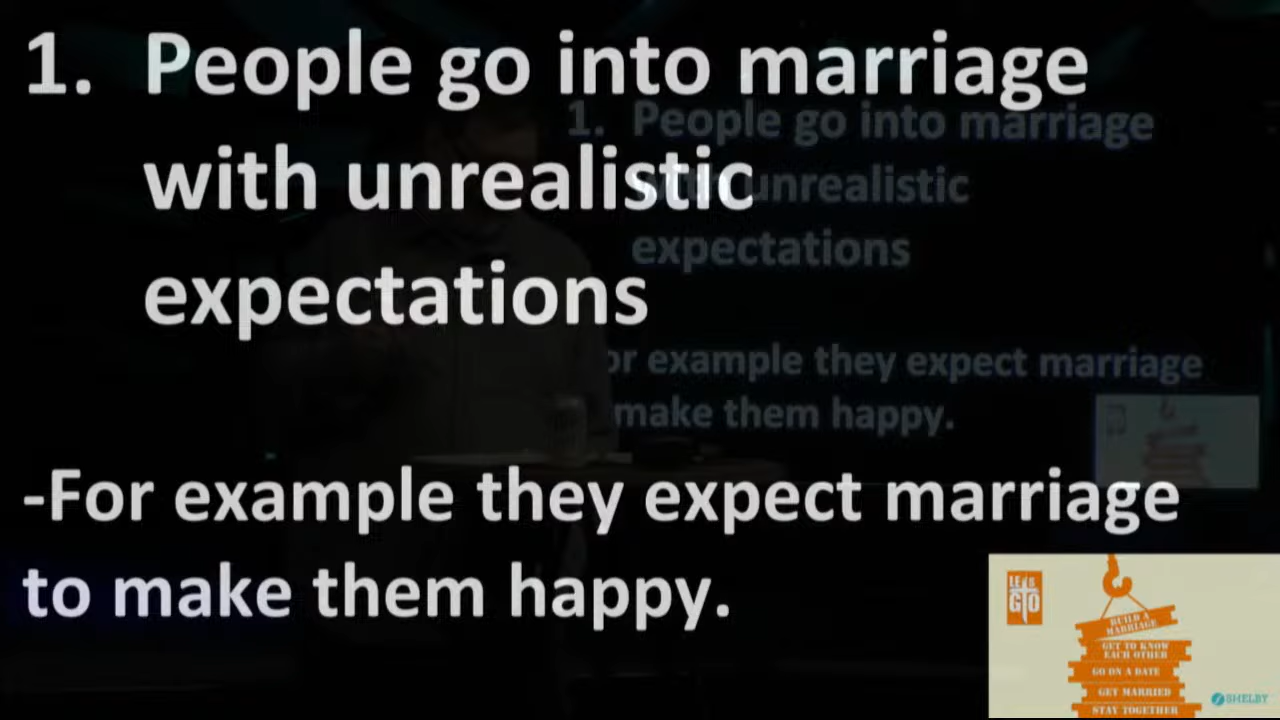 1. People go into marriage
with unrealistic
expectations
-For example they expect marriage
to make them happy.
1. People go into marriage
unrealistic
expectations
or example they expect marriage
make them happy.
LET'S
GO
BUILD A
MARRIAGE
GET TO KNOW
EACH OTHER
GO ON A DATE
GET MARRIED
STAY TOGETHER
SHELBY